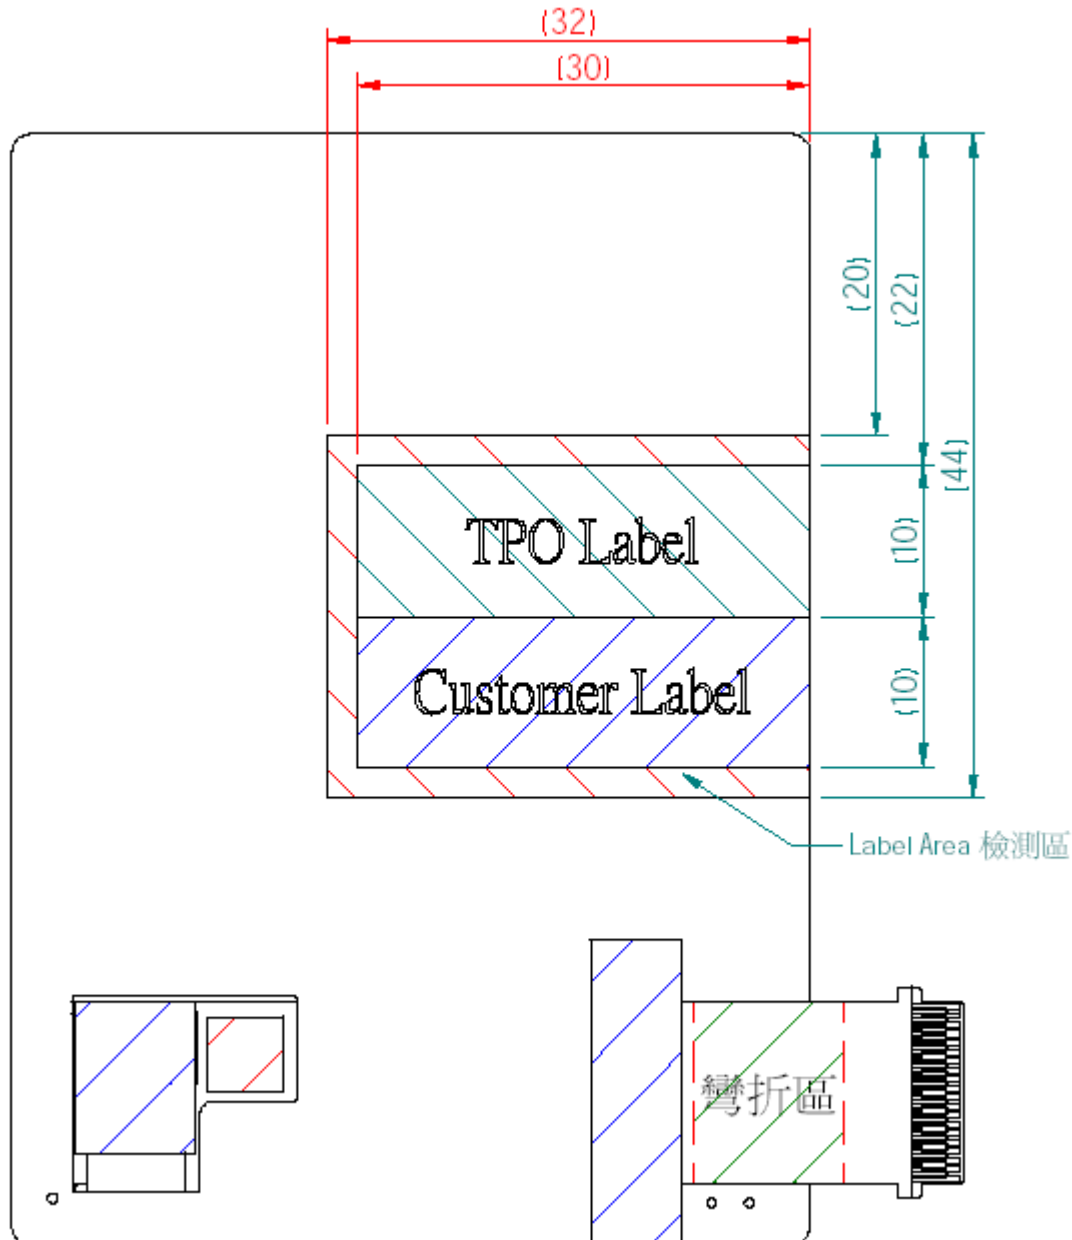 (32)
(30)
(20)
(22)
(44)
TPO Label
(10)
Customer Label
(10)
Label Area 檢測區
彎折區